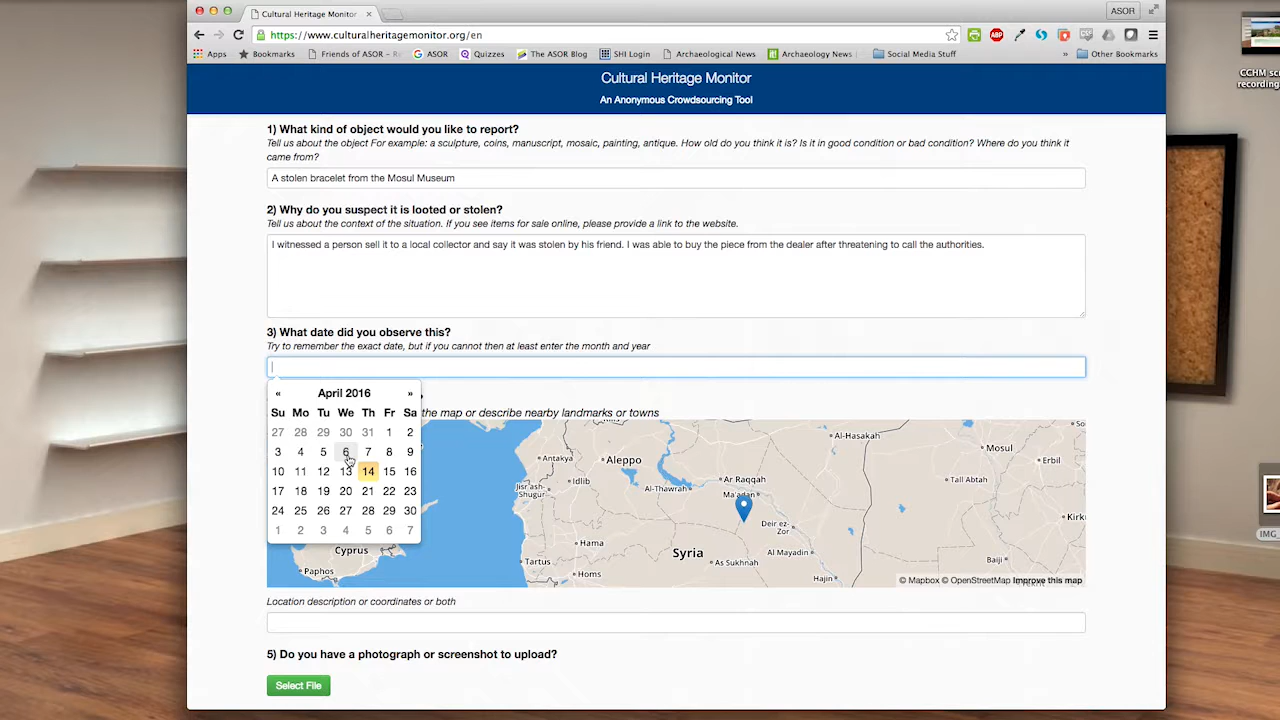 Cultural Heritage Monitor
ASOR
https://www.culturalheritagemonitor.org/en
Apps Bookmarks Friends of ASOR – Re ASOR Quizzes The ASOR Blog SHI Login Archaeological News Archaeology News Social Media Stuff » Other Bookmarks
CCHM scr
recording
Cultural Heritage Monitor
An Anonymous Crowdsourcing Tool
1) What kind of object would you like to report?
Tell us about the object For example: a sculpture, coins, manuscript, mosaic, painting, antique. How old do you think it is? Is it in good condition or bad condition? Where do you think it
came from?
A stolen bracelet from the Mosul Museum
2) Why do you suspect it is looted or stolen?
Tell us about the context of the situation. If you see items for sale online, please provide a link to the website.
I witnessed a person sell it to a local collector and say it was stolen by his friend. I was able to buy the piece from the dealer after threatening to call the authorities.
3) What date did you observe this?
Try to remember the exact date, but if you cannot then at least enter the month and year
« April 2016 »
Su Mo Tu We Th Fr Sa
27 28 29 30 31 1 2
3 4 5 6 7 8 9
10 11 12 13 14 15 16
17 18 19 20 21 22 23
24 25 26 27 28 29 30
1 2 3 4 5 6 7
the map or describe nearby landmarks or towns
Al-Hasakah
Mosul
Antakya
Aleppo
Erbil
Idlib
Ar Raqqah
Tall Abtah
Jisr ash-
Shugur
Al-Thawrah
Ma'adan
Kirku
Deir ez-
Zor
Hama
Syria
Al Mayadin
Cyprus
Baiji
Tartus
As Sukhnah
Paphos
Homs
Hajin
© Mapbox © OpenStreetMap Improve this map
Location description or coordinates or both
5) Do you have a photograph or screenshot to upload?
Select File
IMG_